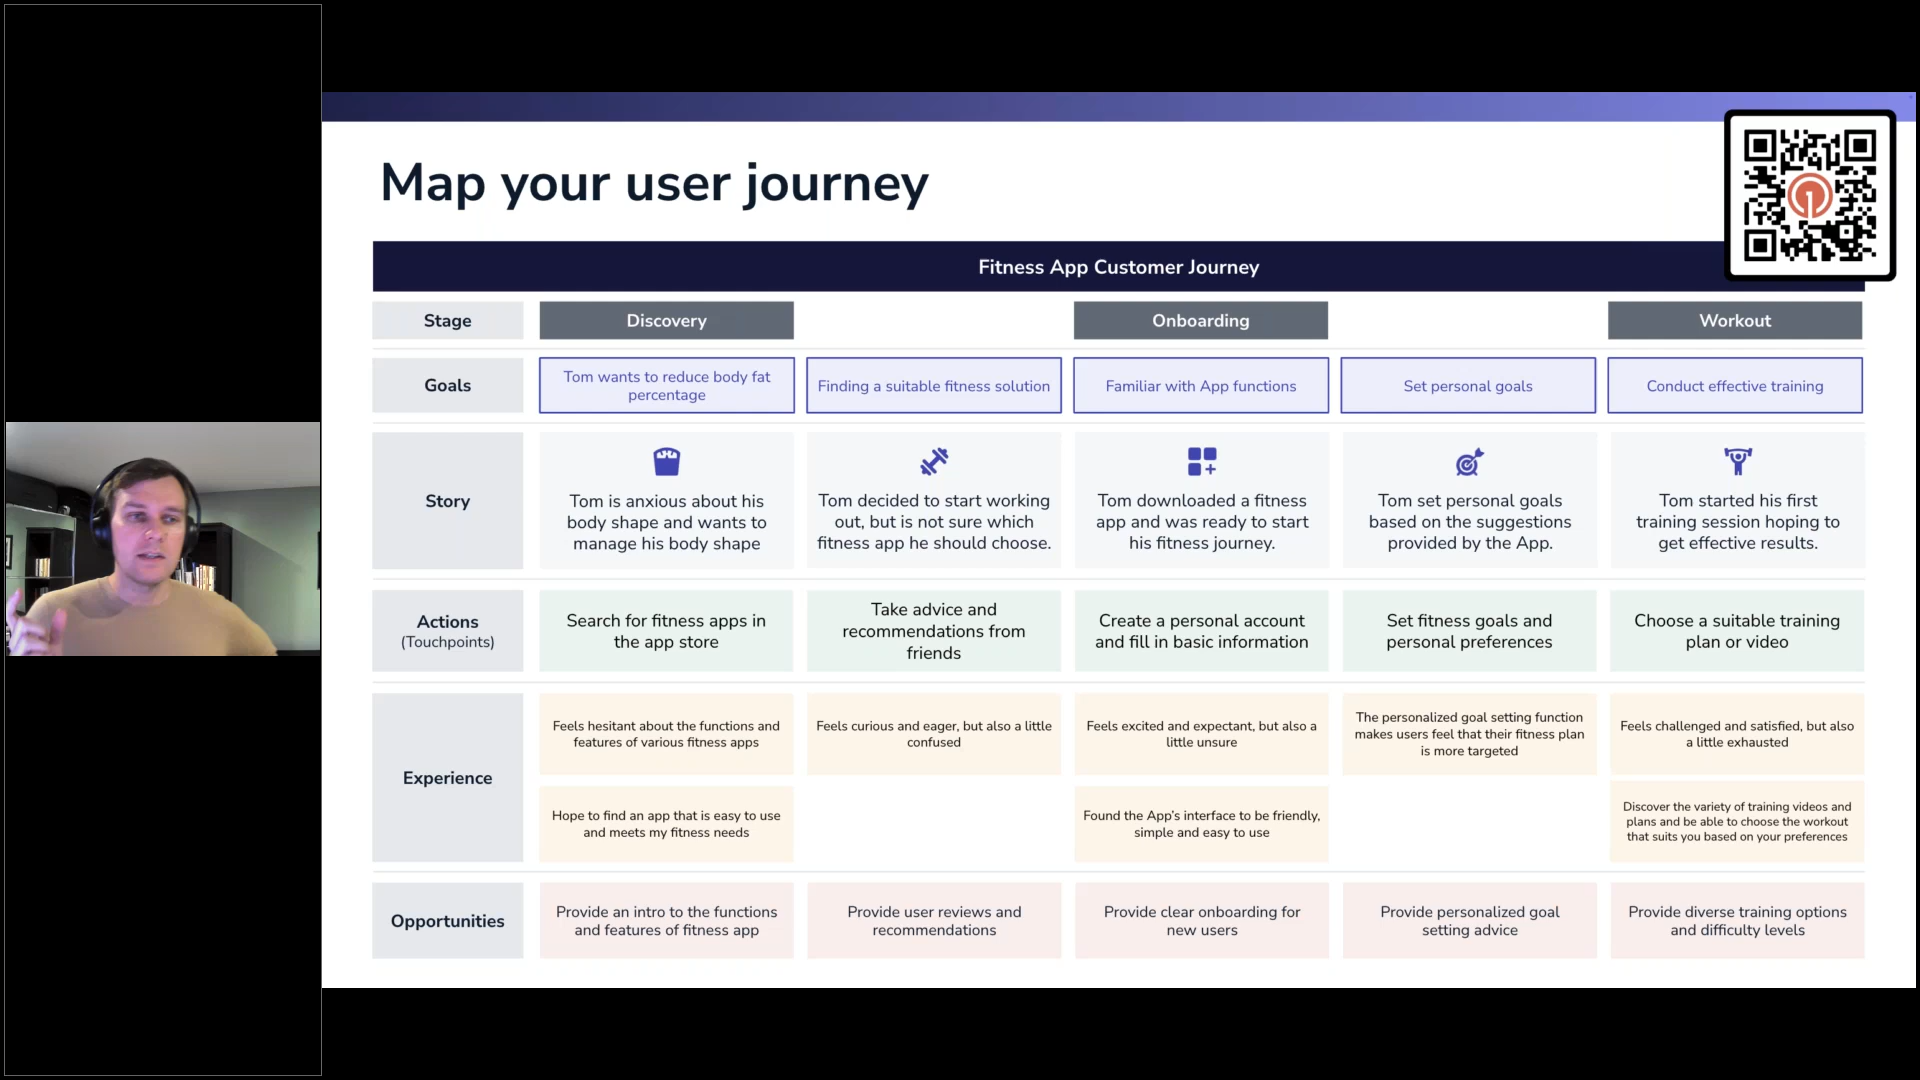 Map your user journey
Fitness App Customer Journey
Stage
Discovery
Onboarding
Workout
Goals
Tom wants to reduce body fat
percentage
Finding a suitable fitness solution
Familiar with App functions
Set personal goals
Conduct effective training
Story
Tom is anxious about his
body shape and wants to
manage his body shape
Tom decided to start working
out, but is not sure which
fitness app he should choose.
Tom downloaded a fitness
app and was ready to start
his fitness journey.
Tom set personal goals
based on the suggestions
provided by the App.
Tom started his first
training session hoping to
get effective results.
Actions
(Touchpoints)
Search for fitness apps in
the app store
Take advice and
recommendations from
friends
Create a personal account
and fill in basic information
Set fitness goals and
personal preferences
Choose a suitable training
plan or video
Experience
Feels hesitant about the functions and
features of various fitness apps
Feels curious and eager, but also a little
confused
Feels excited and expectant, but also a
little unsure
The personalized goal setting function
makes users feel that their fitness plan
is more targeted
Feels challenged and satisfied, but also
a little exhausted
Hope to find an app that is easy to use
and meets my fitness needs
Found the App's interface to be friendly,
simple and easy to use
Discover the variety of training videos and
plans and be able to choose the workout
that suits you based on your preferences
Opportunities
Provide an intro to the functions
and features of fitness app
Provide user reviews and
recommendations
Provide clear onboarding for
new users
Provide personalized goal
setting advice
Provide diverse training options
and difficulty levels